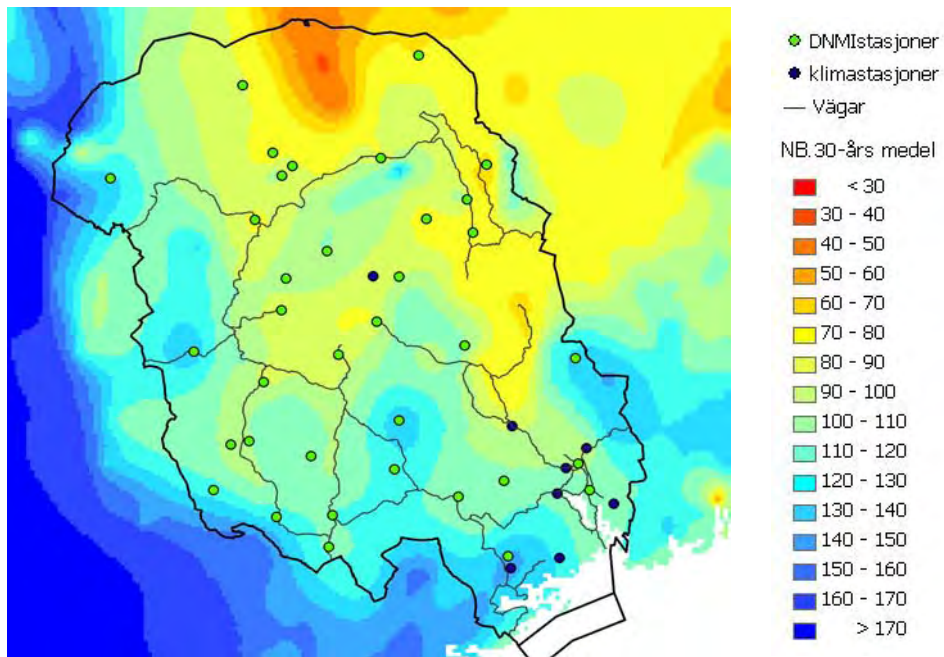 DNMIstasjoner
klimastasjoner
Vägar
NB.30-års medel
< 30
30 - 40
40 - 50
50 - 60
60 - 70
70 - 80
80 - 90
90 - 100
100 - 110
110 - 120
120 - 130
130 - 140
140 - 150
150 - 160
160 - 170
> 170